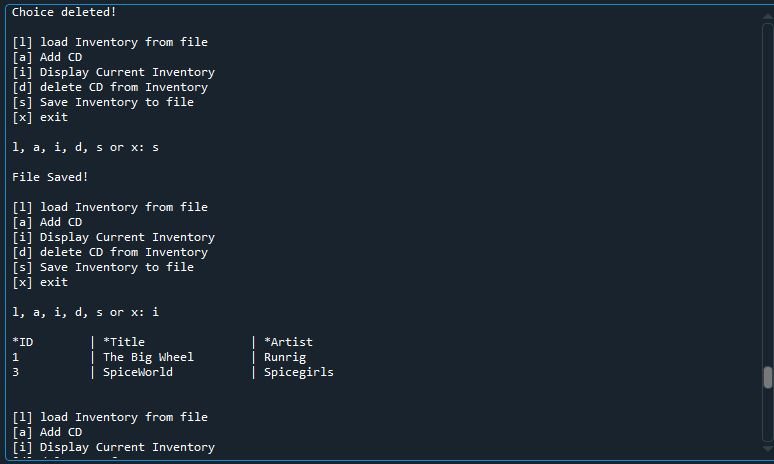 Choice deleted!
[l] load Inventory from file
[a] Add CD
[i] Display Current Inventory
[d] delete CD from Inventory
[s] Save Inventory to file
[x] exit
l, a, i, d, s or x: s
File Saved!
[l] load Inventory from file
[a] Add CD
[i] Display Current Inventory
[d] delete CD from Inventory
[s] Save Inventory to file
[x] exit
l, a, i, d, s or x: i
*ID | *Title | *Artist
1 | The Big Wheel | Runrig
3 | SpiceWorld | Spicegirls
[l] load Inventory from file
[a] Add CD
[i] Display Current Inventory